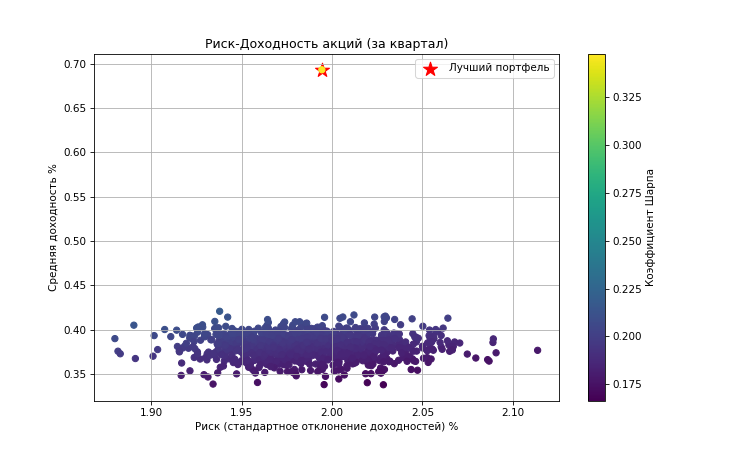 Риск-Доходность акций (за квартал)
Лучший портфель
Средняя доходность %
0.70
0.65
0.60
0.55
0.50
0.45
0.40
0.35
1.90 1.95 2.00 2.05 2.10
Риск (стандартное отклонение доходностей) %
0.325
0.300
0.275
0.250
0.225
0.200
0.175
Коэффициент Шарпа